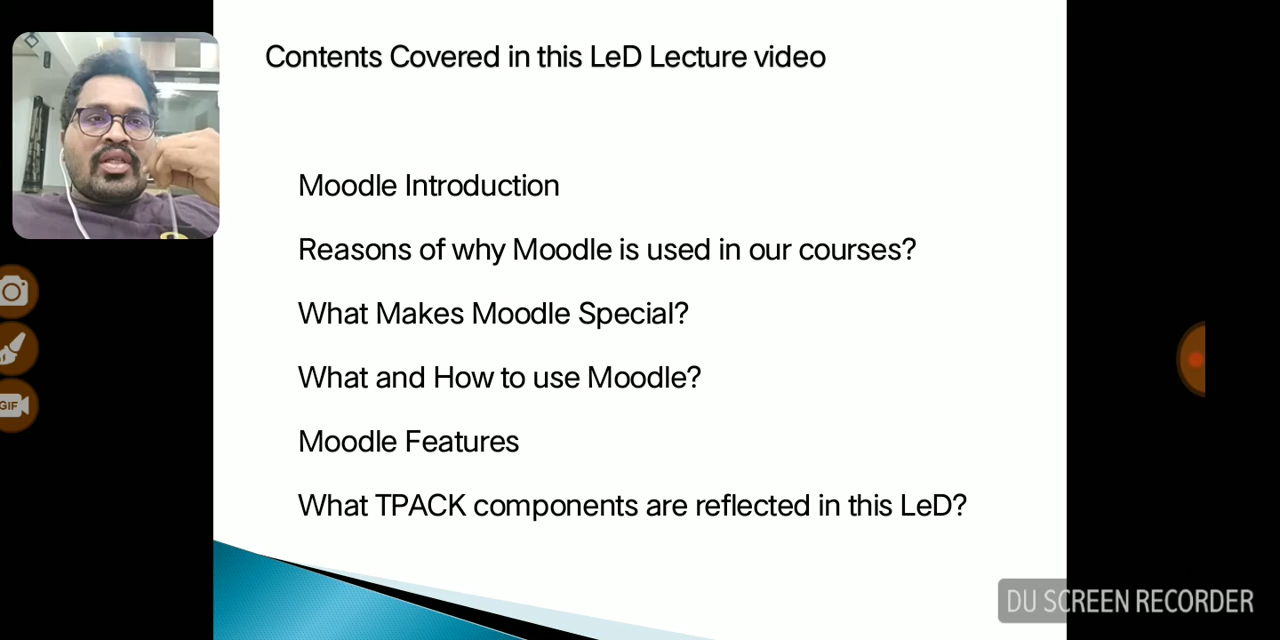 Contents Covered in this LeD Lecture video
Moodle Introduction
Reasons of why Moodle is used in our courses?
What Makes Moodle Special?
What and How to use Moodle?
Moodle Features
What TPACK components are reflected in this LeD?
GIF
DU SCREEN RECORDER